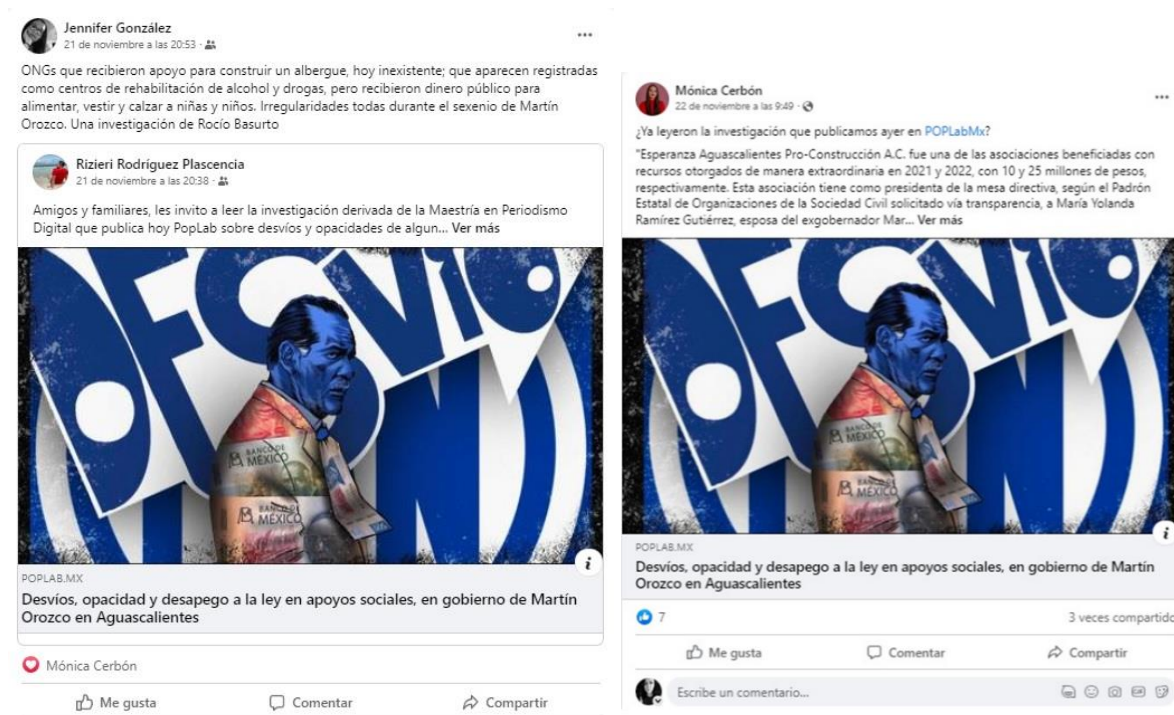 Jennifer González
21 de noviembre a las 20:53 ·
ONGs que recibieron apoyo para construir un albergue, hoy inexistente; que aparecen registradas
como centros de rehabilitación de alcohol y drogas, pero recibieron dinero público para
alimentar, vestir y calzar a niñas y niños. Irregularidades todas durante el sexenio de Martín
Orozco. Una investigación de Rocío Basurto
Rizieri Rodríguez Plascencia
21 de noviembre a las 20:38 ·
Amigos y familiares, les invito a leer la investigación derivada de la Maestría en Periodismo
Digital que publica hoy PopLab sobre desvíos y opacidades de algun... Ver más
DESVÍO
BANCO DE
MÉXICO
BANCO DE
MÉXICO
POPLAB.MX
Desvíos, opacidad y desapego a la ley en apoyos sociales, en gobierno de Martín
Orozco en Aguascalientes
Mónica Cerbón
Me gusta
Comentar
Compartir
Mónica Cerbón
22 de noviembre a las 9:49 ·
¿Ya leyeron la investigación que publicamos ayer en POPLabMx?
"Esperanza Aguascalientes Pro-Construcción A.C. fue una de las asociaciones beneficiadas con
recursos otorgados de manera extraordinaria en 2021 y 2022, con 10 y 25 millones de pesos,
respectivamente. Esta asociación tiene como presidenta de la mesa directiva, según el Padrón
Estatal de Organizaciones de la Sociedad Civil solicitado vía transparencia, a María Yolanda
Ramírez Gutiérrez, esposa del exgobernador Mar... Ver más
DESVÍO
BANCO DE
MÉXICO
BANCO DE
MÉXICO
POPLAB.MX
Desvíos, opacidad y desapego a la ley en apoyos sociales, en gobierno de Martín
Orozco en Aguascalientes
7
3 veces compartido
Me gusta
Comentar
Compartir
Escribe un comentario...